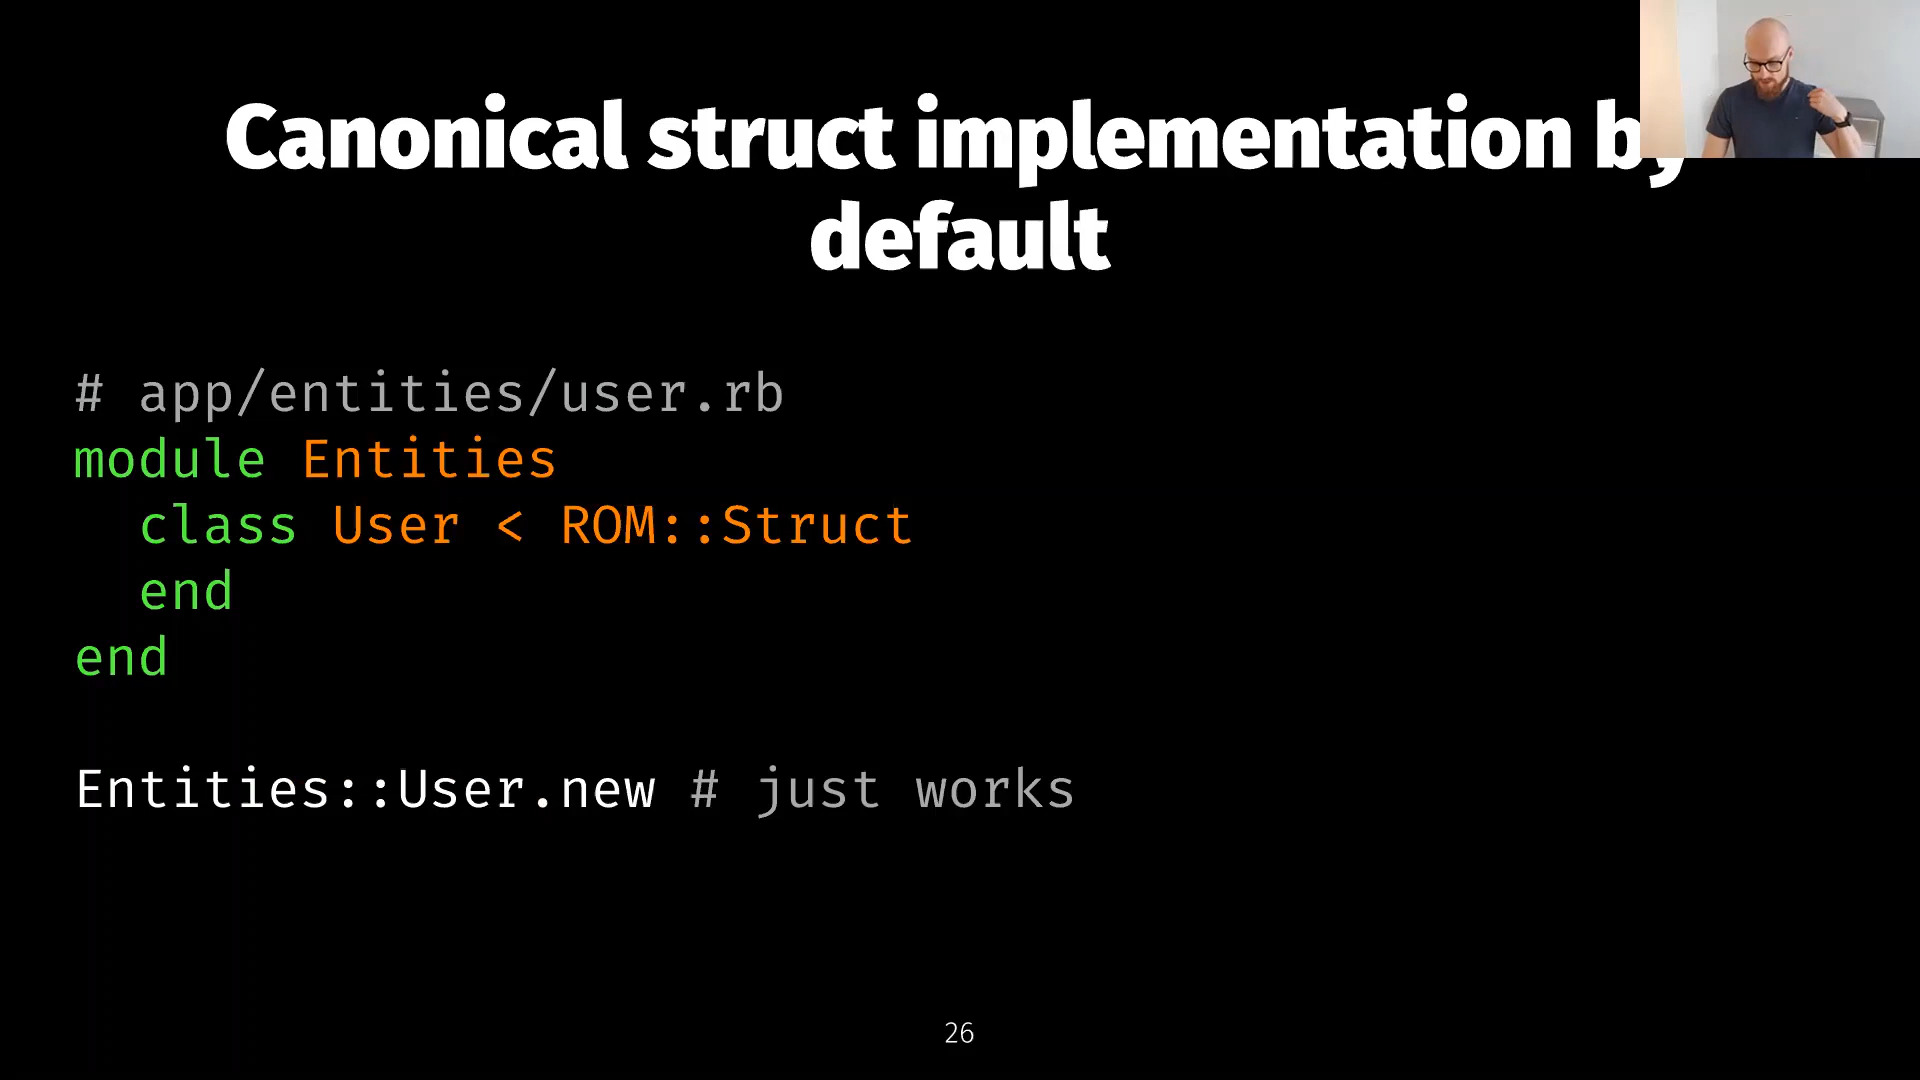 Canonical struct implementation by
default
# app/entities/user.rb
module Entities
class User < ROM::Struct
end
end
Entities::User.new # just works
26